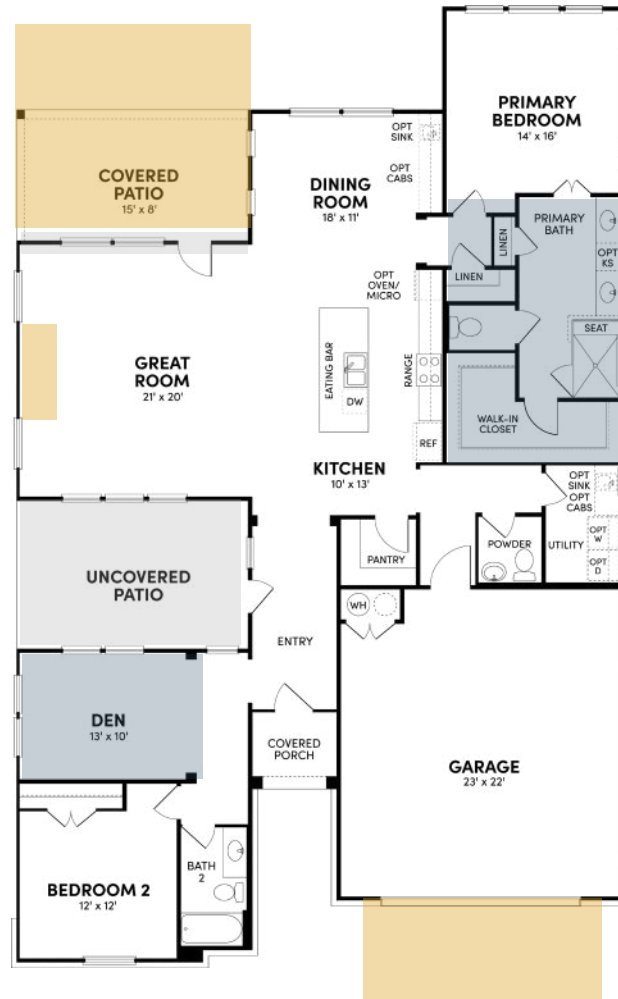 PRIMARY
BEDROOM
14' x 16'
OPT
SINK
OPT
CABS
COVERED
PATIO
15' x 8'
DINING
ROOM
18' x 11'
PRIMARY
BATH
LINEN
LINEN
OPT
KS
OPT
OVEN/
MICRO
SEAT
GREAT
ROOM
21' x 20'
EATING BAR
DW
RANGE
REF
WALK-IN
CLOSET
KITCHEN
10' x 13'
OPT
SINK
OPT
CABS
OPT
W
OPT
D
UTILITY
POWDER
PANTRY
UNCOVERED
PATIO
WH
ENTRY
DEN
13' x 10'
COVERED
PORCH
GARAGE
23' x 22'
BATH
2
BEDROOM 2
12' x 12'